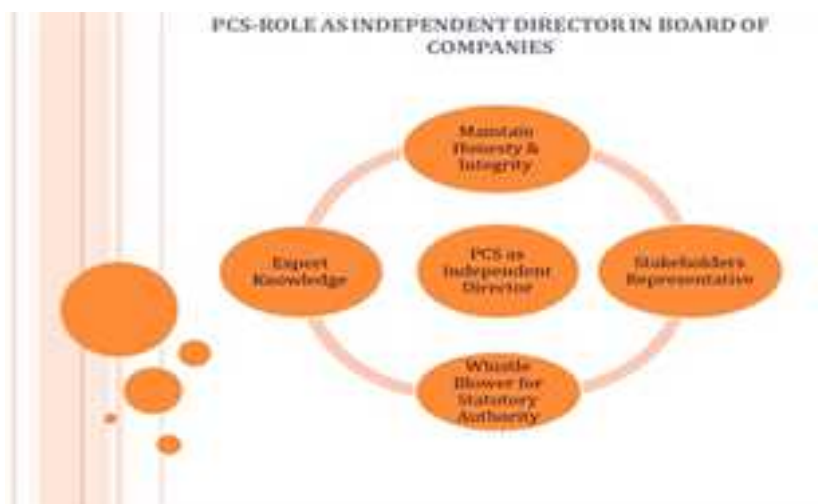 PCS-ROLE AS INDEPENDENT DIRECTOR IN BOARD OF
COMPANIES
Maintain
Honesty &
Integrity
Expert
Knowledge
PCS as
Independent
Director
Stakeholders
Representative
Whistle
Blower for
Statutory
Authority